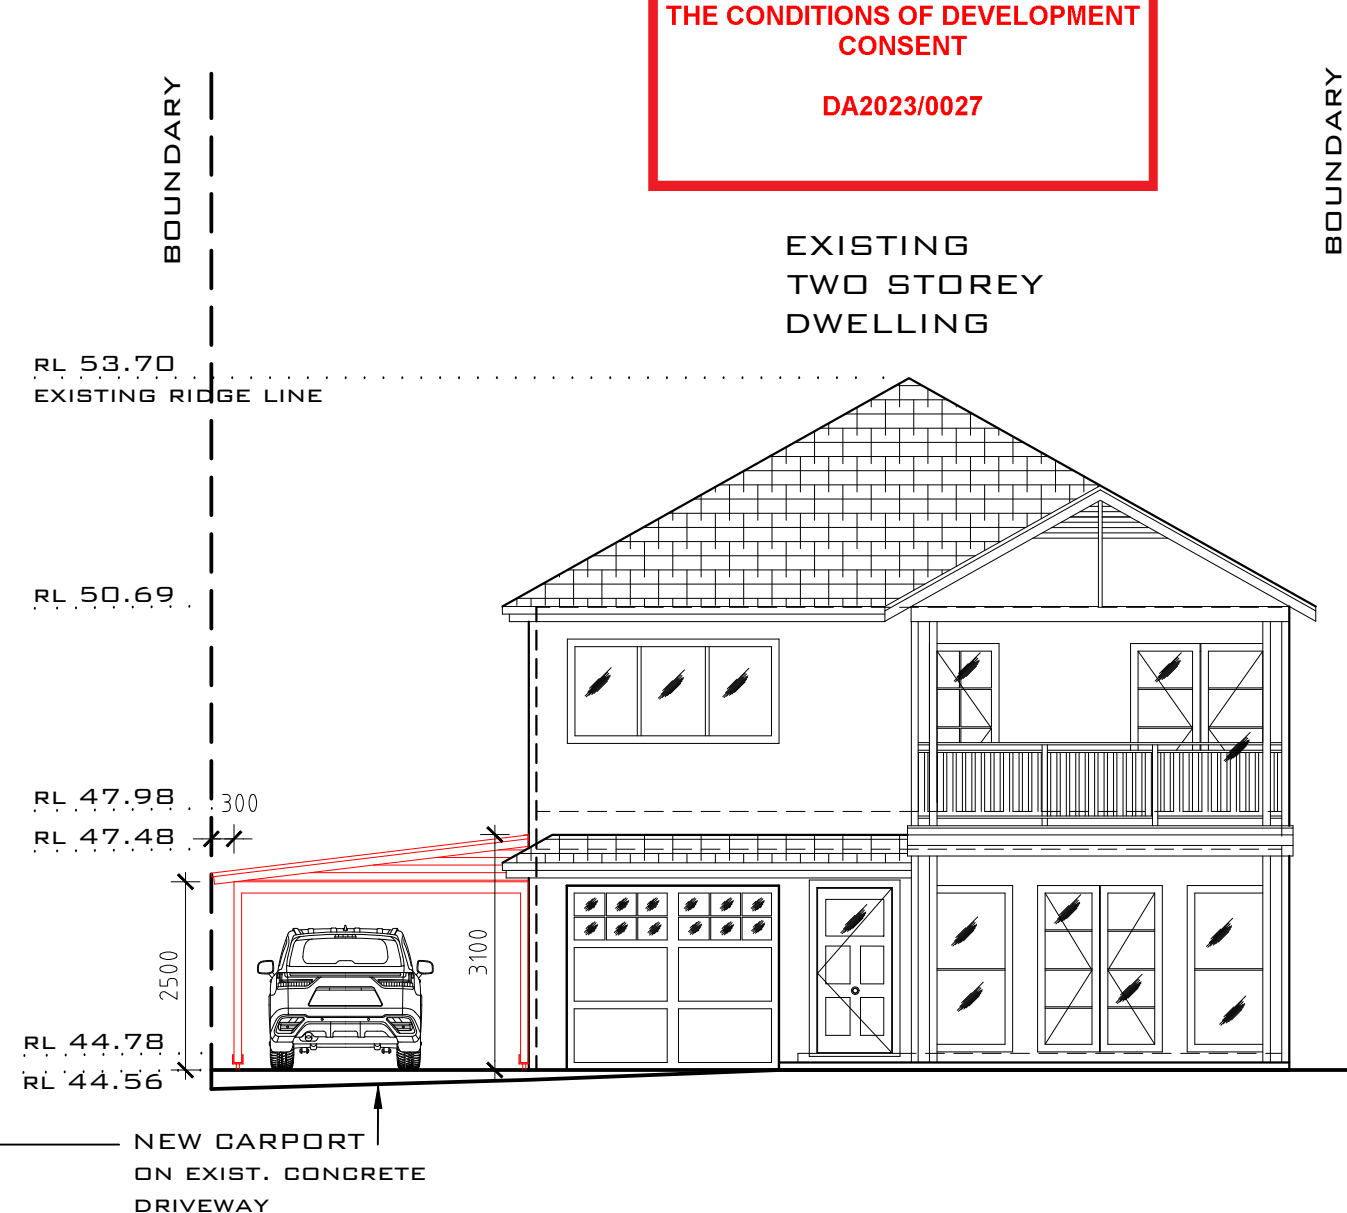 THE CONDITIONS OF DEVELOPMENT
CONSENT
DA2023/0027
BOUNDARY
BOUNDARY
EXISTING
TWO STOREY
DWELLING
RL 53.70
EXISTING RIDGE LINE
RL 50.69
RL 47.98
300
RL 47.48
2500
3100
RL 44.78
RL 44.56
NEW CARPORT
ON EXIST. CONCRETE
DRIVEWAY